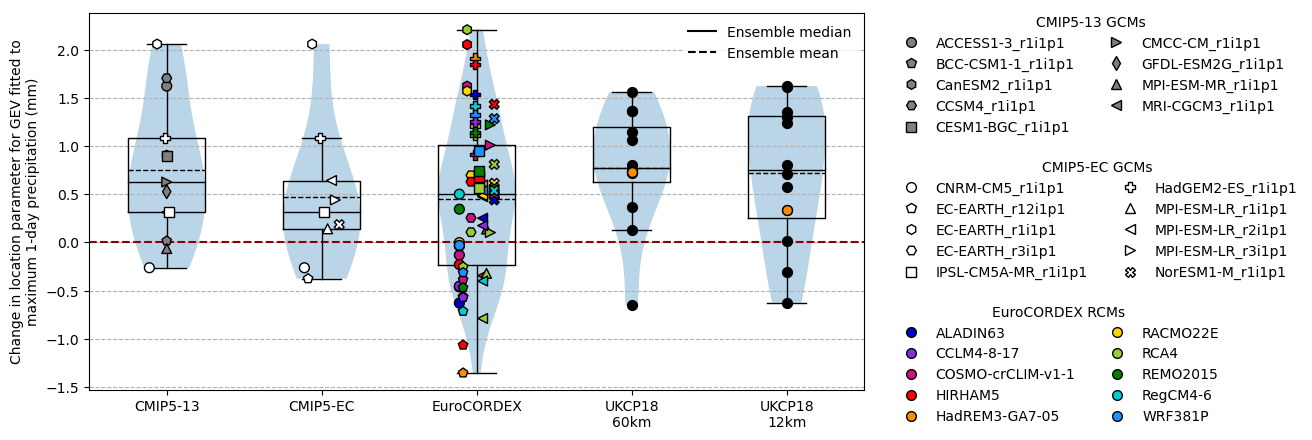 Change in location parameter for GEV fitted to
maximum 1-day precipitation (mm)
2.0
1.5
1.0
0.5
0.0
−0.5
−1.0
−1.5
Ensemble median
Ensemble mean
CMIP5-13
CMIP5-EC
EuroCORDEX
UKCP18
60km
UKCP18
12km
CMIP5-13 GCMs
ACCESS1-3_r1i1p1
BCC-CSM1-1_r1i1p1
CanESM2_r1i1p1
CCSM4_r1i1p1
CESM1-BGC_r1i1p1
CMCC-CM_r1i1p1
GFDL-ESM2G_r1i1p1
MPI-ESM-MR_r1i1p1
MRI-CGCM3_r1i1p1
CMIP5-EC GCMs
CNRM-CM5_r1i1p1
EC-EARTH_r12i1p1
EC-EARTH_r1i1p1
EC-EARTH_r3i1p1
IPSL-CM5A-MR_r1i1p1
HadGEM2-ES_r1i1p1
MPI-ESM-LR_r1i1p1
MPI-ESM-LR_r2i1p1
MPI-ESM-LR_r3i1p1
NorESM1-M_r1i1p1
EuroCORDEX RCMs
ALADIN63
CCLM4-8-17
COSMO-crCLIM-v1-1
HIRHAM5
HadREM3-GA7-05
RACMO22E
RCA4
REMO2015
RegCM4-6
WRF381P